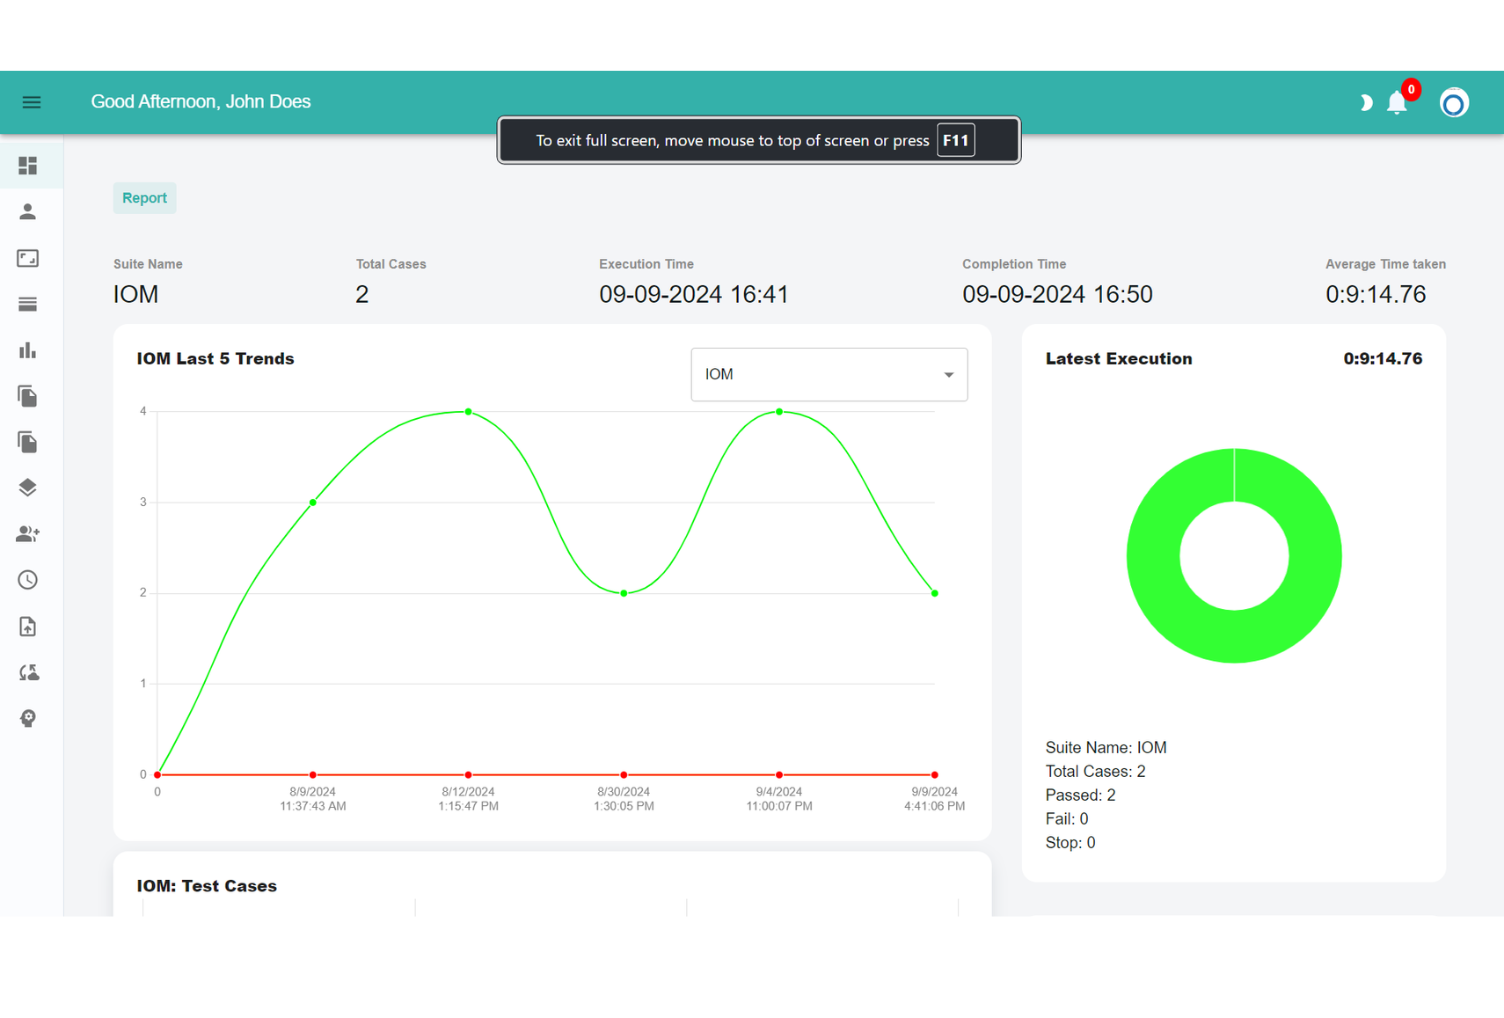 Good Afternoon, John Does
0
To exit full screen, move mouse to top of screen or press F11
Report
Suite Name
IOM
Total Cases
2
Execution Time
09-09-2024 16:41
Completion Time
09-09-2024 16:50
Average Time taken
0:9:14.76
IOM Last 5 Trends
IOM
4
3
2
1
0
0
8/9/2024
11:37:43 AM
8/12/2024
1:15:47 PM
8/30/2024
1:30:05 PM
9/4/2024
11:00:07 PM
9/9/2024
4:41:06 PM
Latest Execution 0:9:14.76
Suite Name: IOM
Total Cases: 2
Passed: 2
Fail: 0
Stop: 0
IOM: Test Cases